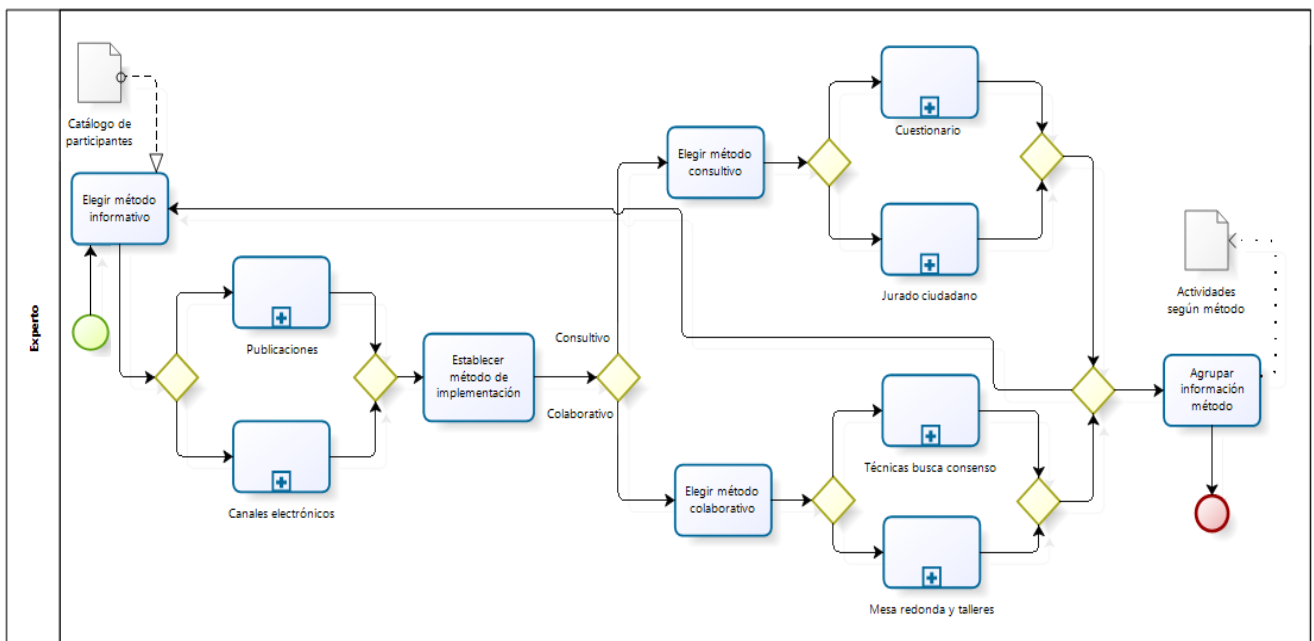 Experto
Catálogo de
participantes
Elegir método
informativo
Publicaciones
Canales electrónicos
Establecer
método de
implementación
Consultivo
Colaborativo
Elegir método
consultivo
Cuestionario
Jurado ciudadano
Elegir método
colaborativo
Técnicas busca consenso
Mesa redonda y talleres
Actividades
según método
Agrupar
información
método